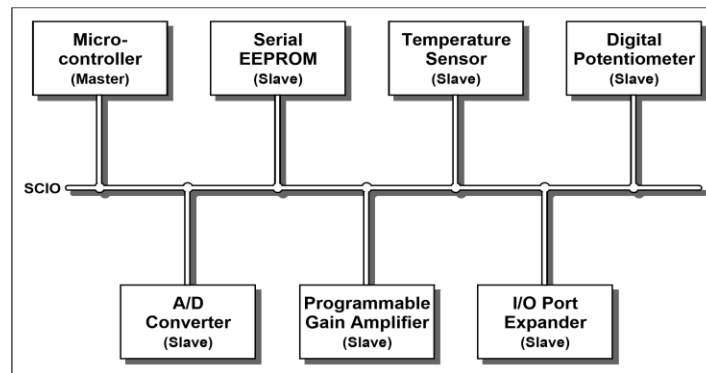 Micro-
controller
(Master)
Serial
EEPROM
(Slave)
Temperature
Sensor
(Slave)
Digital
Potentiometer
(Slave)
SCIO
A/D
Converter
(Slave)
Programmable
Gain Amplifier
(Slave)
I/O Port
Expander
(Slave)